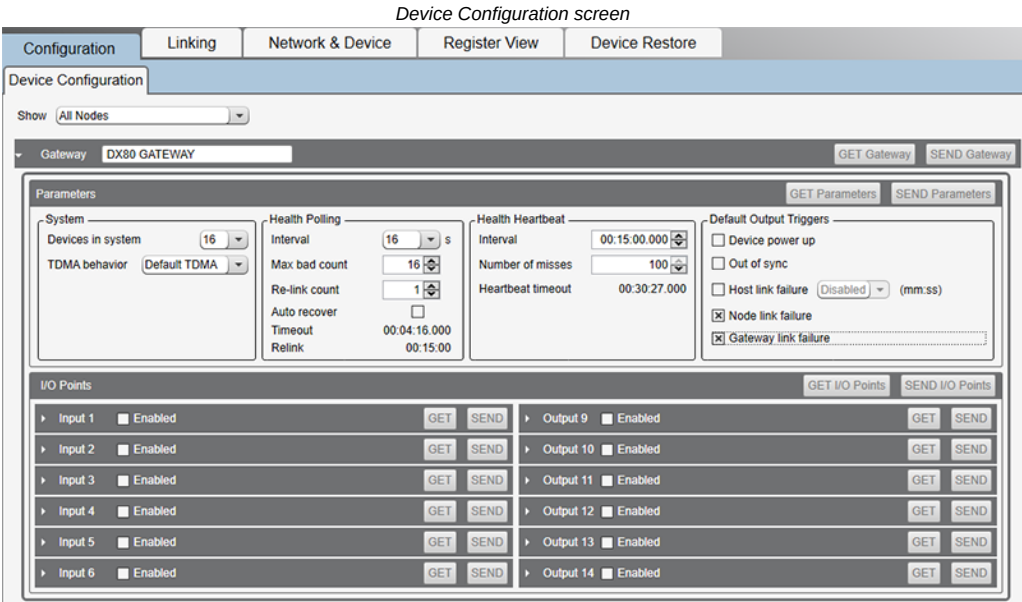 Device Configuration screen
Configuration Linking Network & Device Register View Device Restore
Device Configuration
Show All Nodes
Gateway DX80 GATEWAY GET Gateway SEND Gateway
Parameters GET Parameters SEND Parameters
System
Devices in system 16
TDMA behavior Default TDMA
Health Polling
Interval 16 s
Max bad count 16
Re-link count 1
Auto recover
Timeout 00:04:16.000
Relink 00:15:00
Health Heartbeat
Interval 00:15:00.000
Number of misses 100
Heartbeat timeout 00:30:27.000
Default Output Triggers
Device power up
Out of sync
Host link failure Disabled (mm:ss)
Node link failure
Gateway link failure
I/O Points GET I/O Points SEND I/O Points
Input 1 Enabled GET SEND Output 9 Enabled GET SEND
Input 2 Enabled GET SEND Output 10 Enabled GET SEND
Input 3 Enabled GET SEND Output 11 Enabled GET SEND
Input 4 Enabled GET SEND Output 12 Enabled GET SEND
Input 5 Enabled GET SEND Output 13 Enabled GET SEND
Input 6 Enabled GET SEND Output 14 Enabled GET SEND